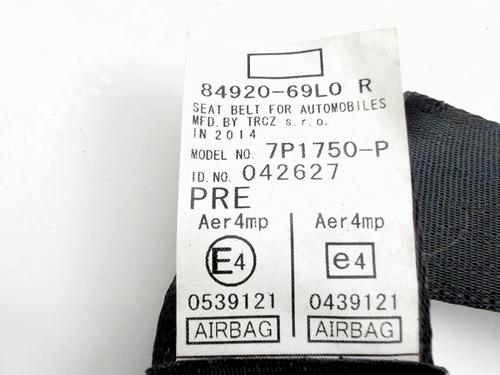 84920-69L0 R
SEAT BELT FOR AUTOMOBILES
MFD.BY TRCZ s.r.o.
IN 2014
MODEL NO. 7P1750-P
ID.NO. 042627
PRE
Aer4mp Aer4mp
E4 e4
0539121 0439121
AIRBAG AIRBAG